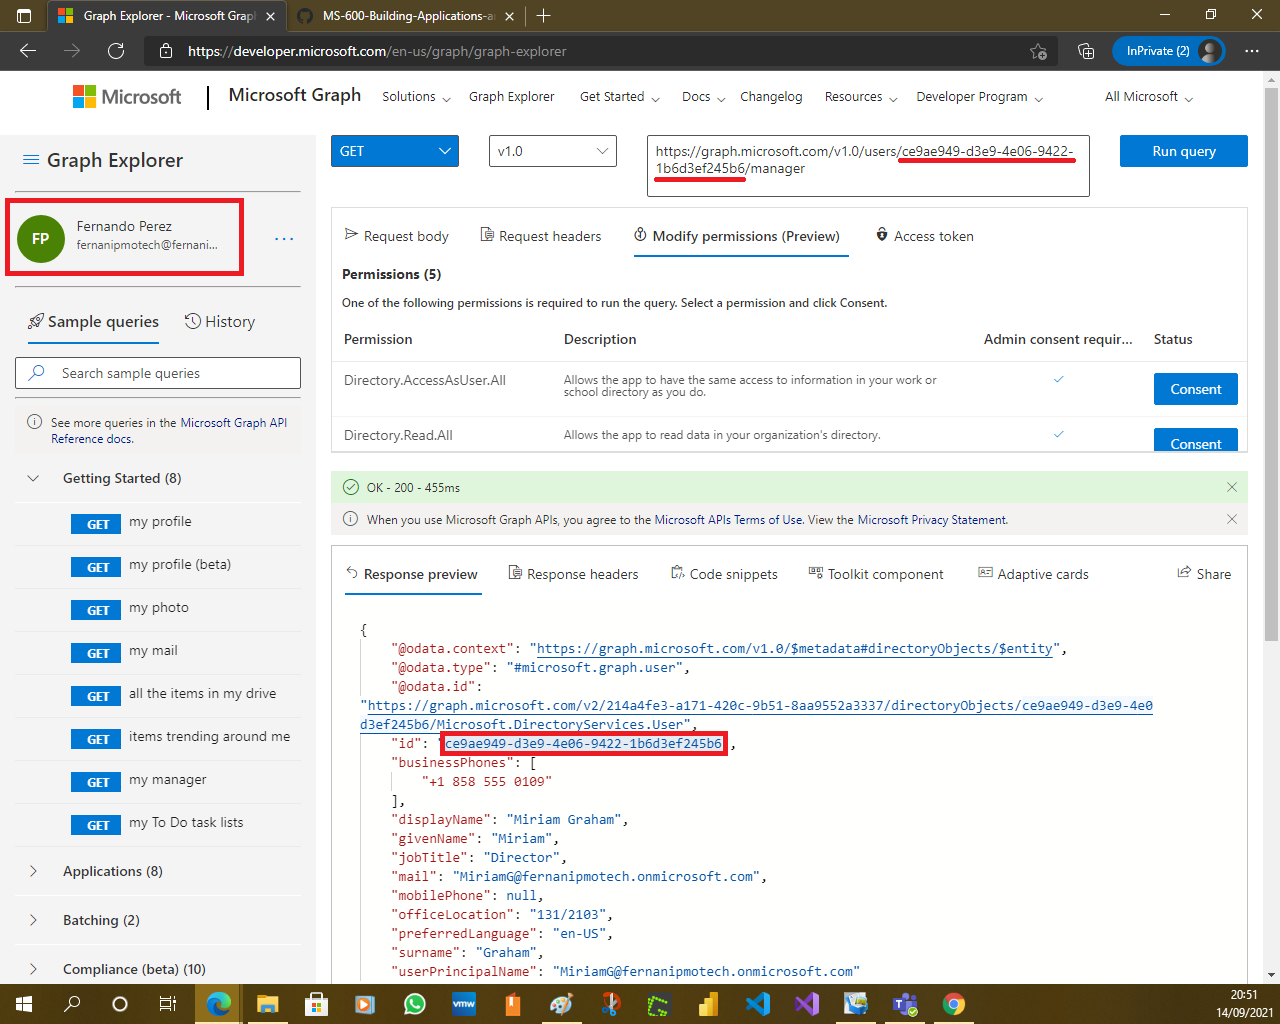 Graph Explorer - Microsoft Grap
MS-600-Building-Applications-a
https://developer.microsoft.com/en-us/graph/graph-explorer
InPrivate (2)
Microsoft
Microsoft Graph
Solutions
Graph Explorer
Get Started
Docs
Changelog
Resources
Developer Program
All Microsoft
Graph Explorer
FP
Fernando Perez
fernanipmotech@fernani...
Sample queries
History
Search sample queries
See more queries in the Microsoft Graph API
Reference docs.
Getting Started (8)
GET my profile
GET my profile (beta)
GET my photo
GET my mail
GET all the items in my drive
GET items trending around me
GET my manager
GET my To Do task lists
Applications (8)
Batching (2)
Compliance (beta) (10)
GET
v1.0
https://graph.microsoft.com/v1.0/users/ce9ae949-d3e9-4e06-9422-
1b6d3ef245b6/manager
Run query
Request body
Request headers
Modify permissions (Preview)
Access token
Permissions (5)
One of the following permissions is required to run the query. Select a permission and click Consent.
Permission Description Admin consent requir... Status
Directory.AccessAsUser.All
Allows the app to have the same access to information in your work or
school directory as you do.
Consent
Directory.Read.All
Allows the app to read data in your organization's directory.
Consent
OK - 200 - 455ms
When you use Microsoft Graph APIs, you agree to the Microsoft APIs Terms of Use. View the Microsoft Privacy Statement.
Response preview
Response headers
Code snippets
Toolkit component
Adaptive cards
Share
{
"@odata.context": "https://graph.microsoft.com/v1.0/$metadata#directoryObjects/$entity",
"@odata.type": "#microsoft.graph.user",
"@odata.id":
"https://graph.microsoft.com/v2/214a4fe3-a171-420c-9b51-8aa9552a3337/directoryObjects/ce9ae949-d3e9-4e0
d3ef245b6/Microsoft.DirectoryServices.User",
"id": "ce9ae949-d3e9-4e06-9422-1b6d3ef245b6",
"businessPhones": [
"+1 858 555 0109"
],
"displayName": "Miriam Graham",
"givenName": "Miriam",
"jobTitle": "Director",
"mail": "MiriamG@fernanipmotech.onmicrosoft.com",
"mobilePhone": null,
"officeLocation": "131/2103",
"preferredLanguage": "en-US",
"surname": "Graham",
"userPrincipalName": "MiriamG@fernanipmotech.onmicrosoft.com"
vmw
20:51
14/09/2021